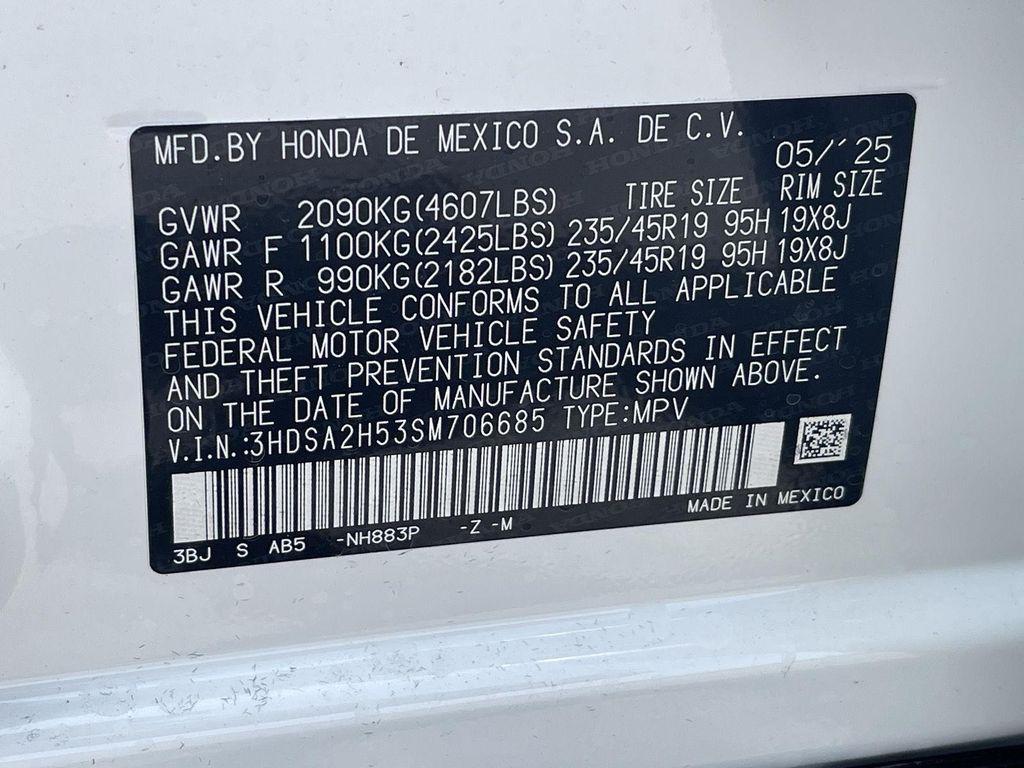 MFD.BY HONDA DE MEXICO S.A. DE C.V.
05/´25
GVWR 2090KG(4607LBS) TIRE SIZE RIM SIZE
GAWR F 1100KG(2425LBS) 235/45R19 95H 19X8J
GAWR R 990KG(2182LBS) 235/45R19 95H 19X8J
THIS VEHICLE CONFORMS TO ALL APPLICABLE
FEDERAL MOTOR VEHICLE SAFETY
AND THEFT PREVENTION STANDARDS IN EFFECT
ON THE DATE OF MANUFACTURE SHOWN ABOVE.
V.I.N.:3HDSA2H53SM706685 TYPE:MPV
MADE IN MEXICO
3BJ S AB5 -NH883P -Z -M